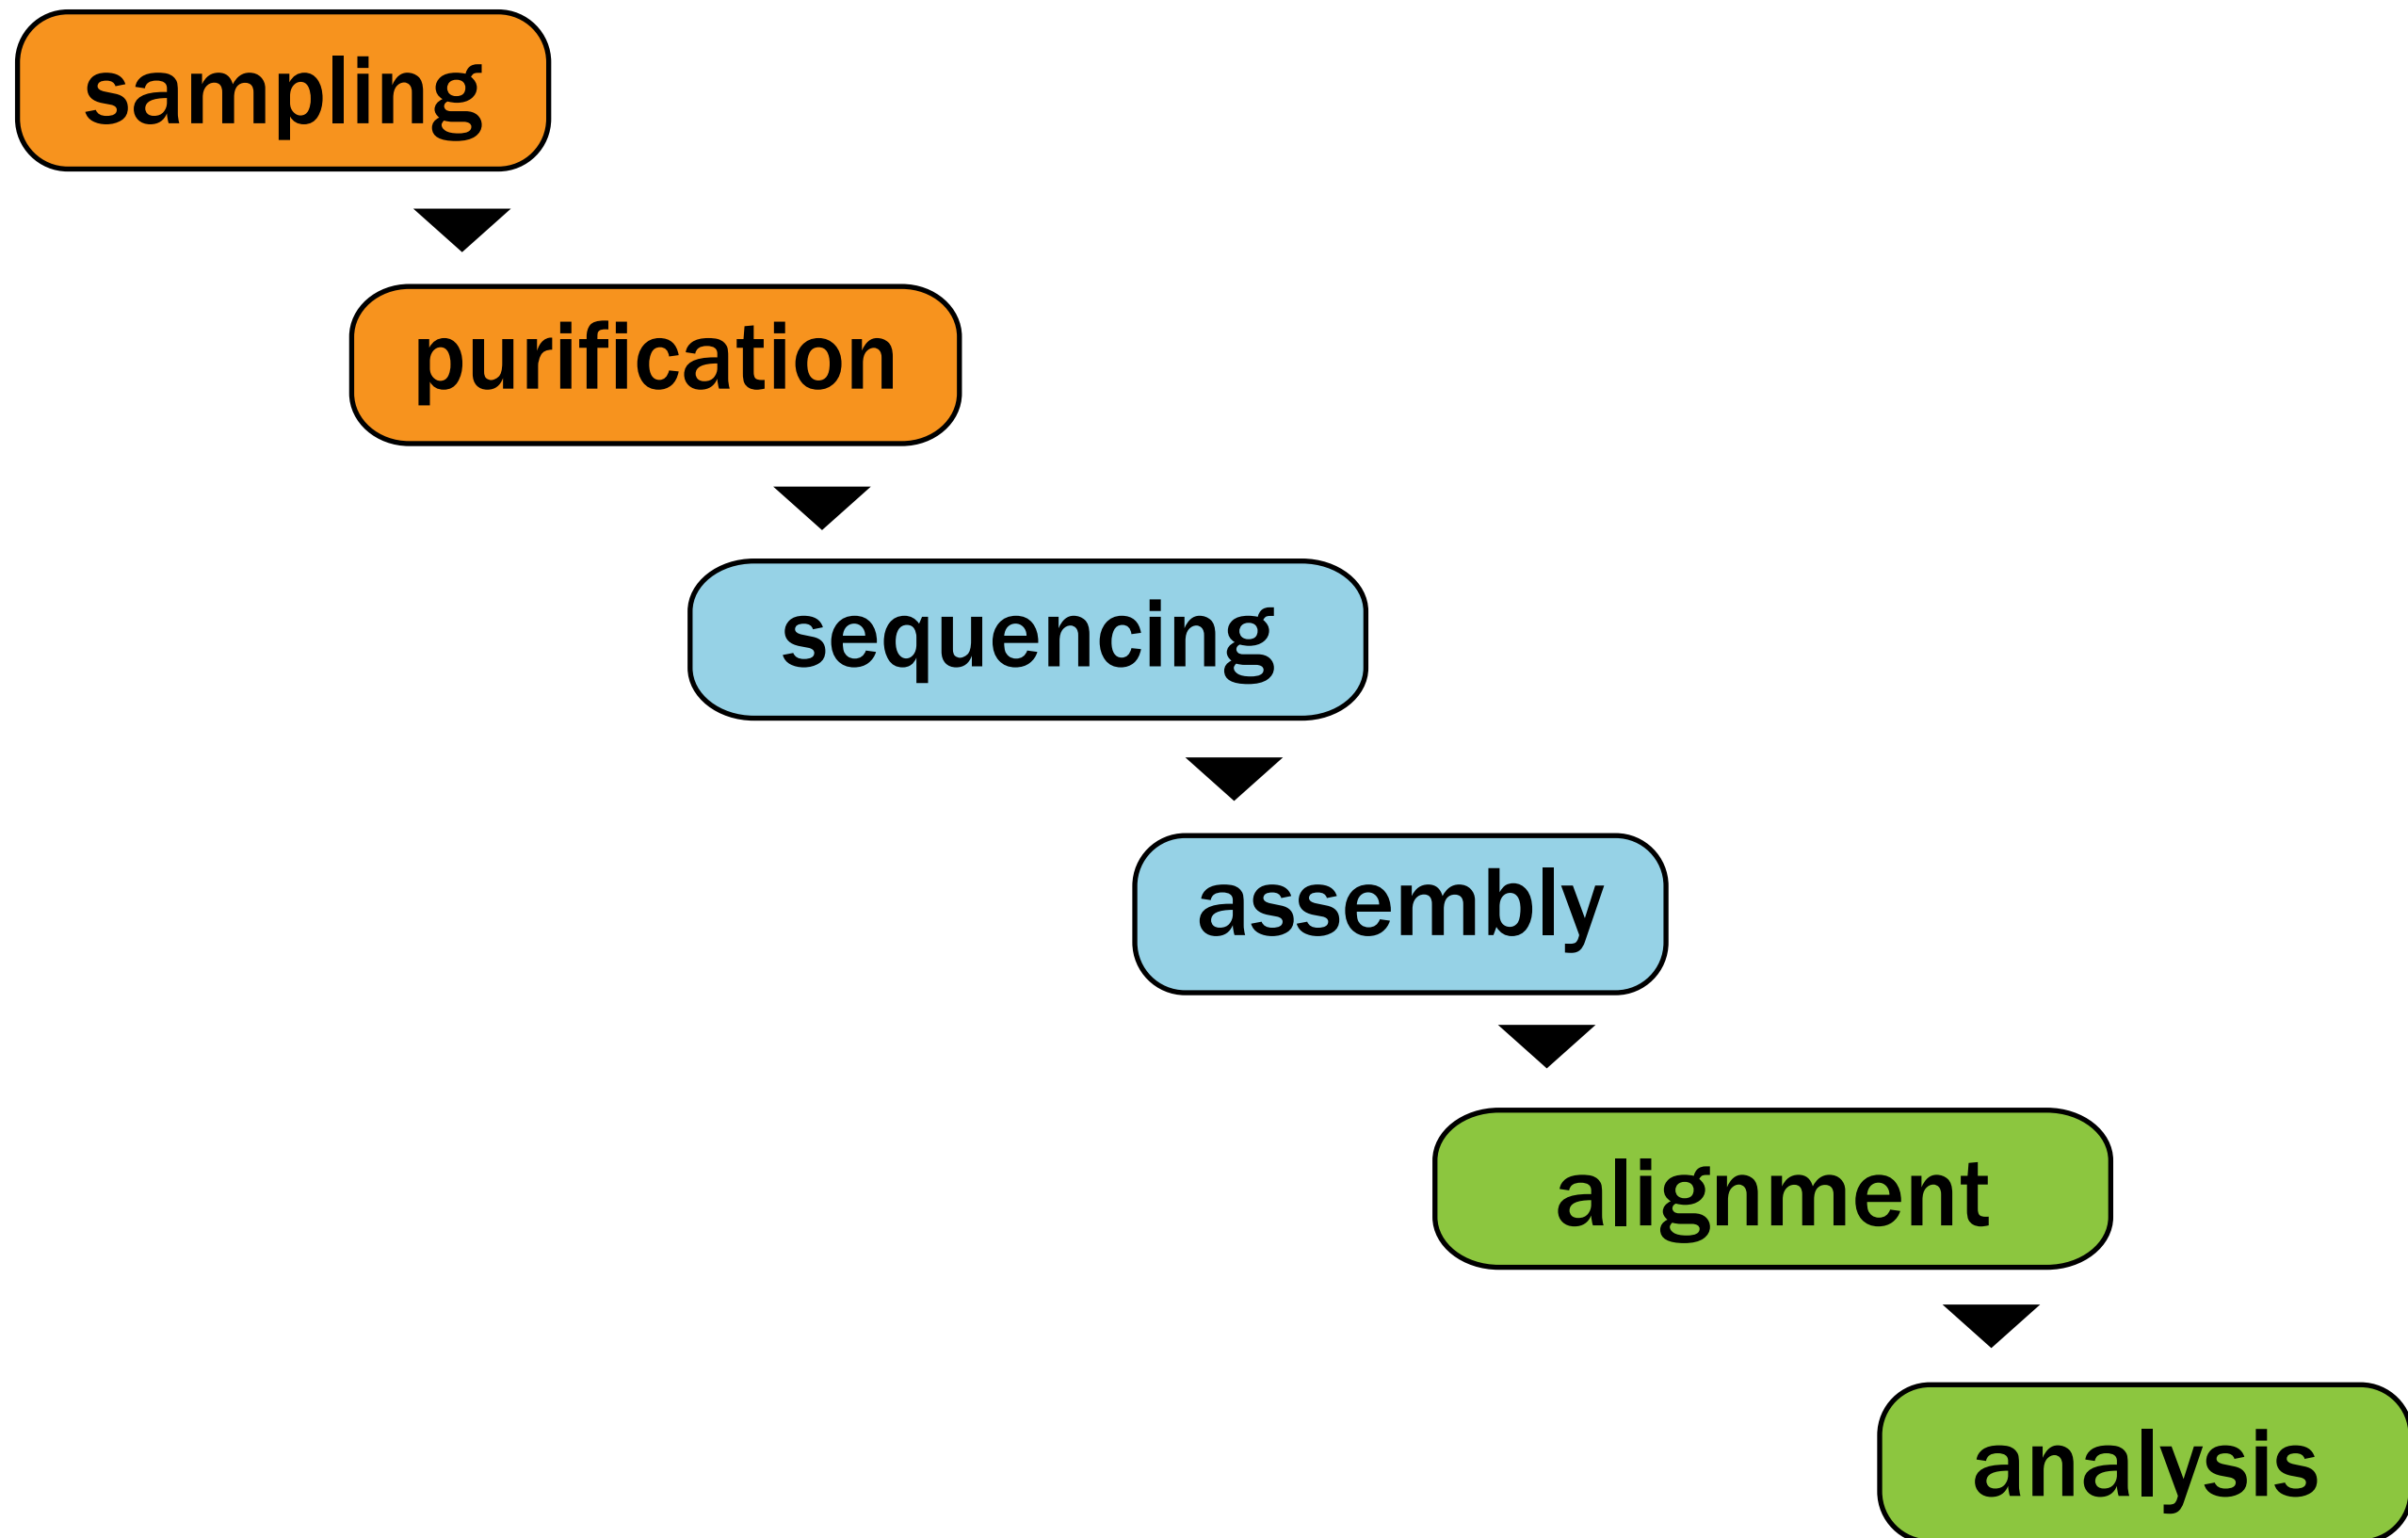 sampling
purification
sequencing
assembly
alignment
analysis